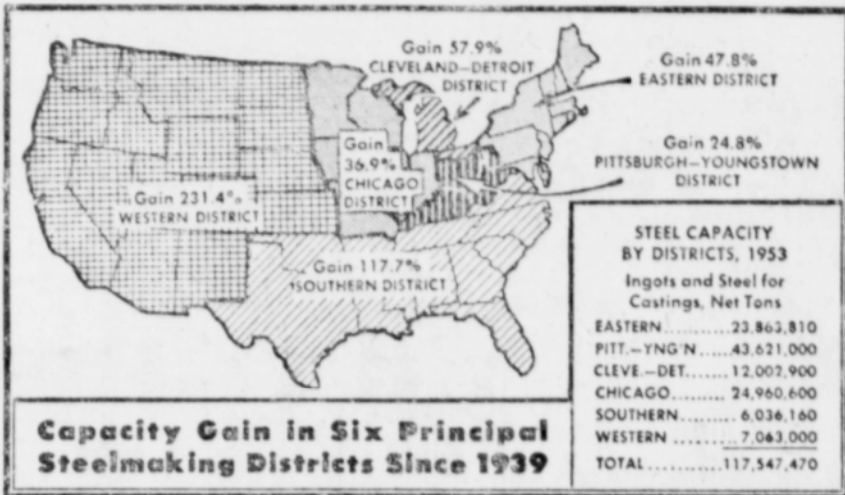 Gain 57.9%
CLEVELAND—DETROIT
DISTRICT
Gain 47.8%
EASTERN DISTRICT
Gain 24.8%
PITTSBURGH—YOUNGSTOWN
DISTRICT
Gain
36.9%
CHICAGO
DISTRICT
Gain 231.4%
WESTERN DISTRICT
Gain 117.7%
SOUTHERN DISTRICT
STEEL CAPACITY
BY DISTRICTS, 1953
Ingots and Steel for
Castings, Net Tons
EASTERN..........23,863,810
PITT.—YNG'N.....43,621,000
CLEVE.—DET.......12,002,900
CHICAGO..........24,960,600
SOUTHERN.........6,036,160
WESTERN..........7,063,000
TOTAL...........117,547,470
Capacity Gain in Six Principal
Steelmaking Districts Since 1939